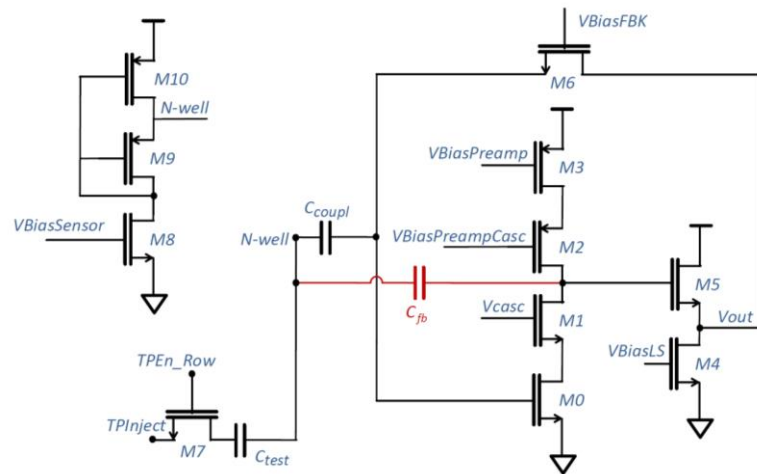 VBiasFBK
M10
M6
N-well
VBiasPreamp
M3
M9
Ccoupl
VBiasSensor
M8
N-well
VBiasPreampCasc
M2
M5
Cfb
Vcasc
M1
Vout
TPEn_Row
VBiasLS
M4
M0
TPInject
M7
Ctest